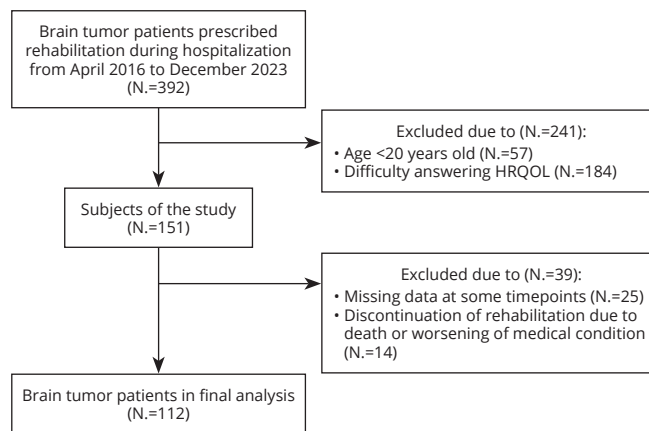 Brain tumor patients prescribed
rehabilitation during hospitalization
from April 2016 to December 2023
(N.=392)
Excluded due to (N.=241):
• Age <20 years old (N.=57)
• Difficulty answering HRQOL (N.=184)
Subjects of the study
(N.=151)
Excluded due to (N.=39):
• Missing data at some timepoints (N.=25)
• Discontinuation of rehabilitation due to
death or worsening of medical condition
(N.=14)
Brain tumor patients in final analysis
(N.=112)